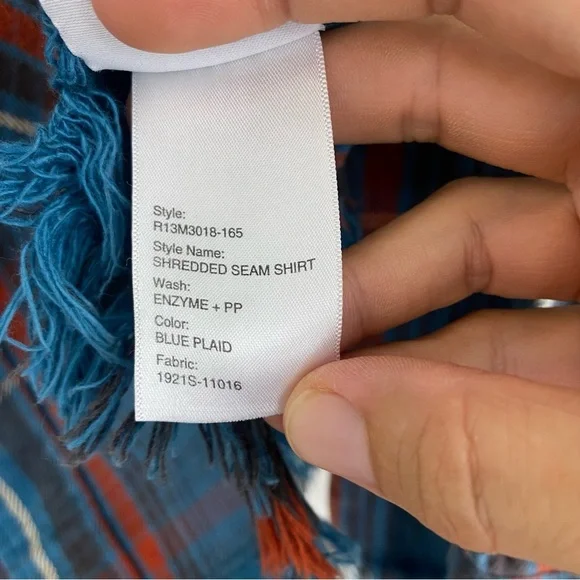 Style:
R13M3018-165
Style Name:
SHREDDED SEAM SHIRT
Wash:
ENZYME + PP
Color:
BLUE PLAID
Fabric:
1921S-11016